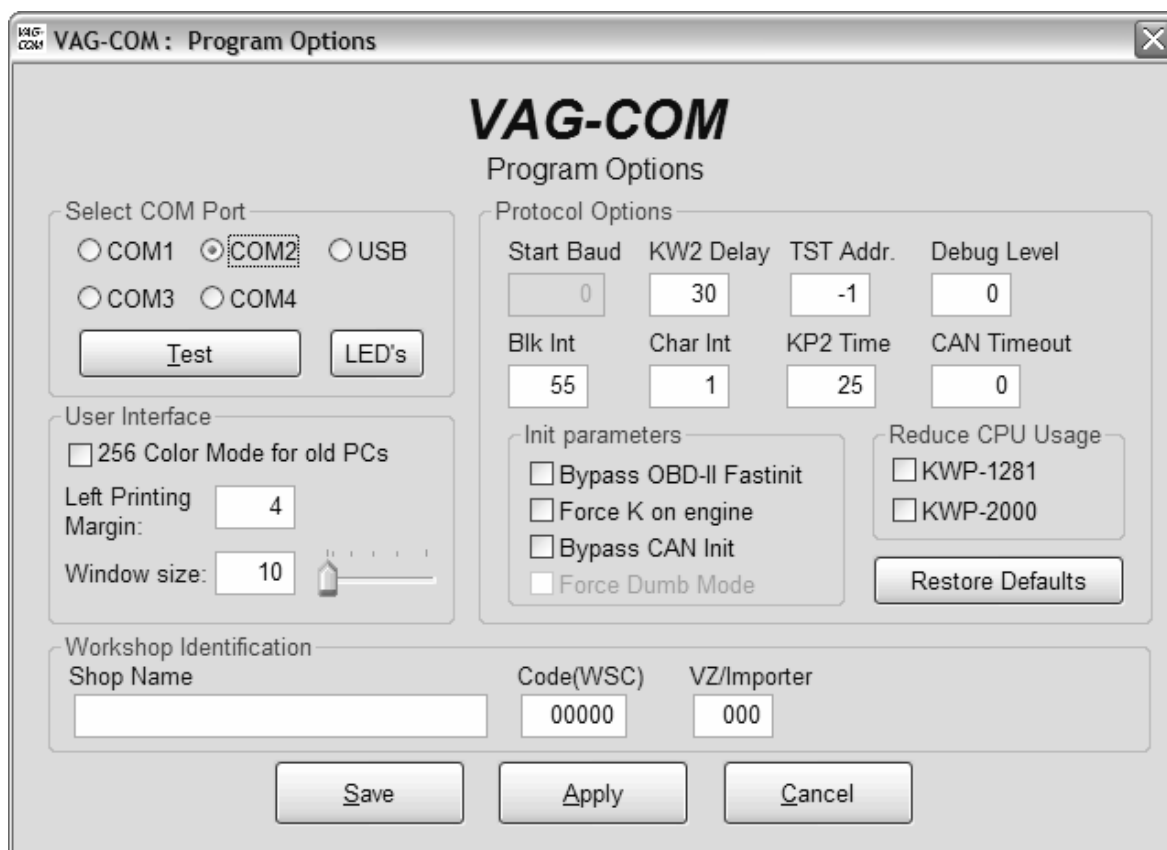 VAG-COM
VAG-COM : Program Options
VAG-COM
Program Options
Select COM Port
COM1 COM2 USB
COM3 COM4
Test LED's
User Interface
256 Color Mode for old PCs
Left Printing
Margin: 4
Window size: 10
Protocol Options
Start Baud KW2 Delay TST Addr. Debug Level
0 30 -1 0
Blk Int Char Int KP2 Time CAN Timeout
55 1 25 0
Init parameters
Bypass OBD-II Fastinit
Force K on engine
Bypass CAN Init
Force Dumb Mode
Reduce CPU Usage
KWP-1281
KWP-2000
Restore Defaults
Workshop Identification
Shop Name Code(WSC) VZ/Importer
00000 000
Save Apply Cancel